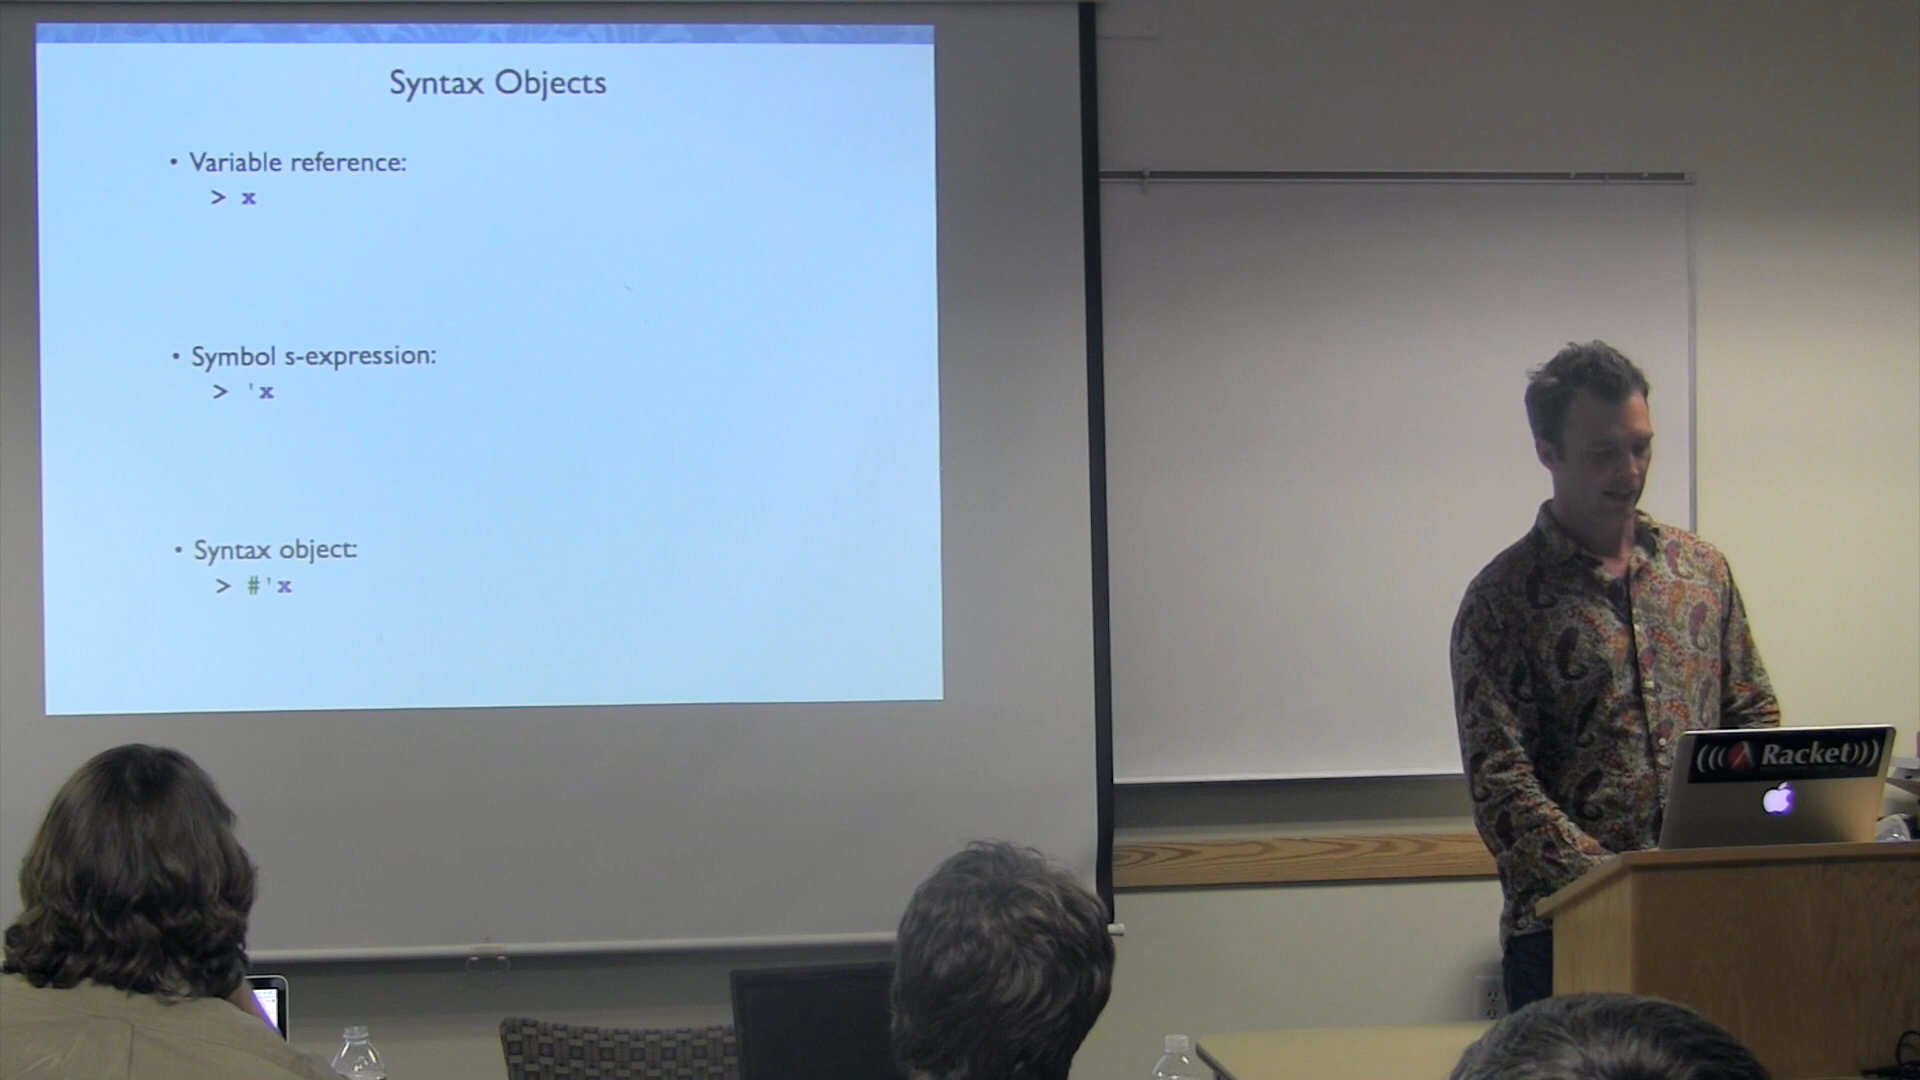 Syntax Objects
• Variable reference:
> x
• Symbol s-expression:
> 'x
• Syntax object:
> #'x
(((Racket)))